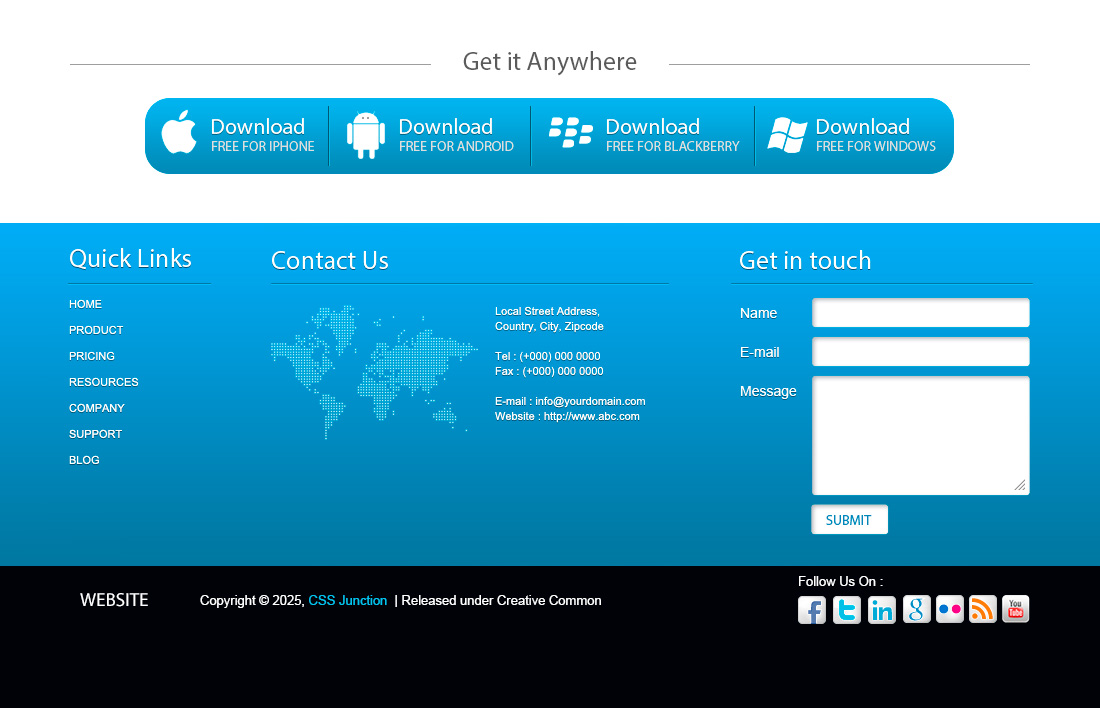 Get it Anywhere
Download
FREE FOR IPHONE
Download
FREE FOR ANDROID
Download
FREE FOR BLACKBERRY
Download
FREE FOR WINDOWS
Quick Links
HOME
PRODUCT
PRICING
RESOURCES
COMPANY
SUPPORT
BLOG
Contact Us
Local Street Address,
Country, City, Zipcode
Tel : (+000) 000 0000
Fax : (+000) 000 0000
E-mail : info@yourdomain.com
Website : http://www.abc.com
Get in touch
Name
E-mail
Message
SUBMIT
WEBSITE
Copyright © 2025, CSS Junction | Released under Creative Common
Follow Us On :
f
t
in
g
You
Tube